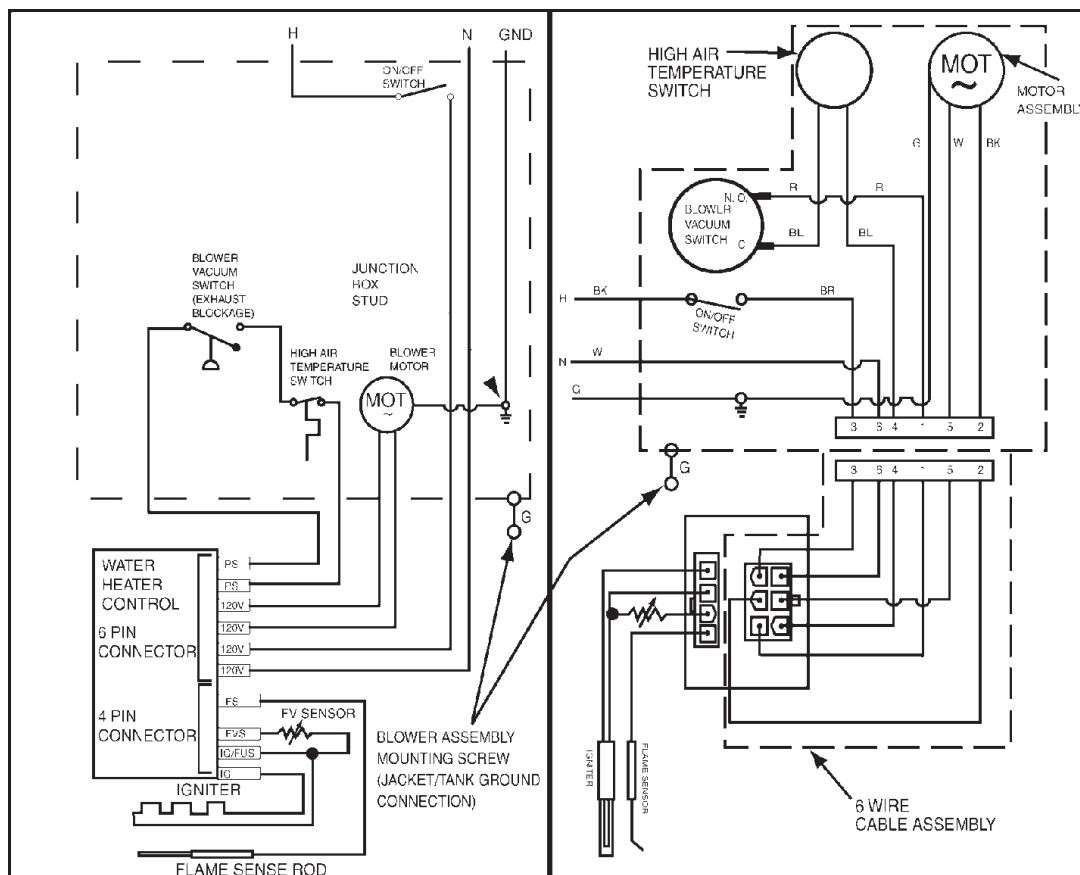 H
N
GND
ON/OFF
SWITCH
BLOWER
VACUUM
SWITCH
(EXHAUST
BLOCKAGE)
JUNCTION
BOX
STUD
HIGH AIR
TEMPERATURE
SWITCH
BLOWER
MOTOR
MOT
~
G
WATER
HEATER
CONTROL
6 PIN
CONNECTOR
4 PIN
CONNECTOR
PS
PS
120V
120V
120V
120V
FS
FVS
IG/FUS
IG
FV SENSOR
IGNITER
FLAME SENSE ROD
BLOWER ASSEMBLY
MOUNTING SCREW
(JACKET/TANK GROUND
CONNECTION)
HIGH AIR
TEMPERATURE
SWITCH
MOT
~
MOTOR
ASSEMBLY
G W BK
N.O.
R R
BLOWER
VACUUM
SWITCH
C
BL BL
H BK
BR
ON/OFF
SWITCH
N W
G
3 6 4 1 5 2
G
3 6 4 1 5 2
IGNITER
FLAME SENSOR
6 WIRE
CABLE ASSEMBLY